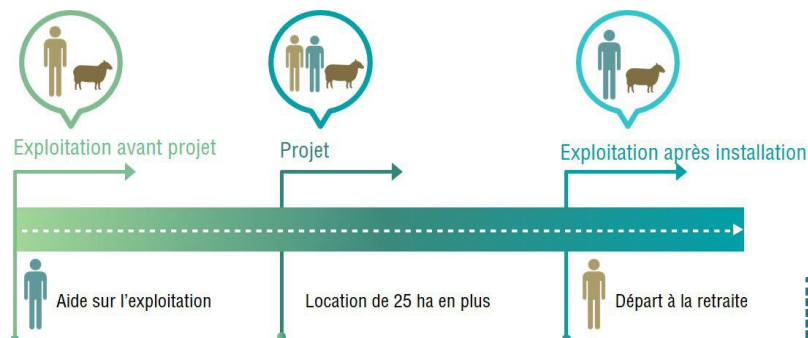 Exploitation avant projet
Projet
Exploitation après installation
Aide sur l'exploitation
Location de 25 ha en plus
Départ à la retraite